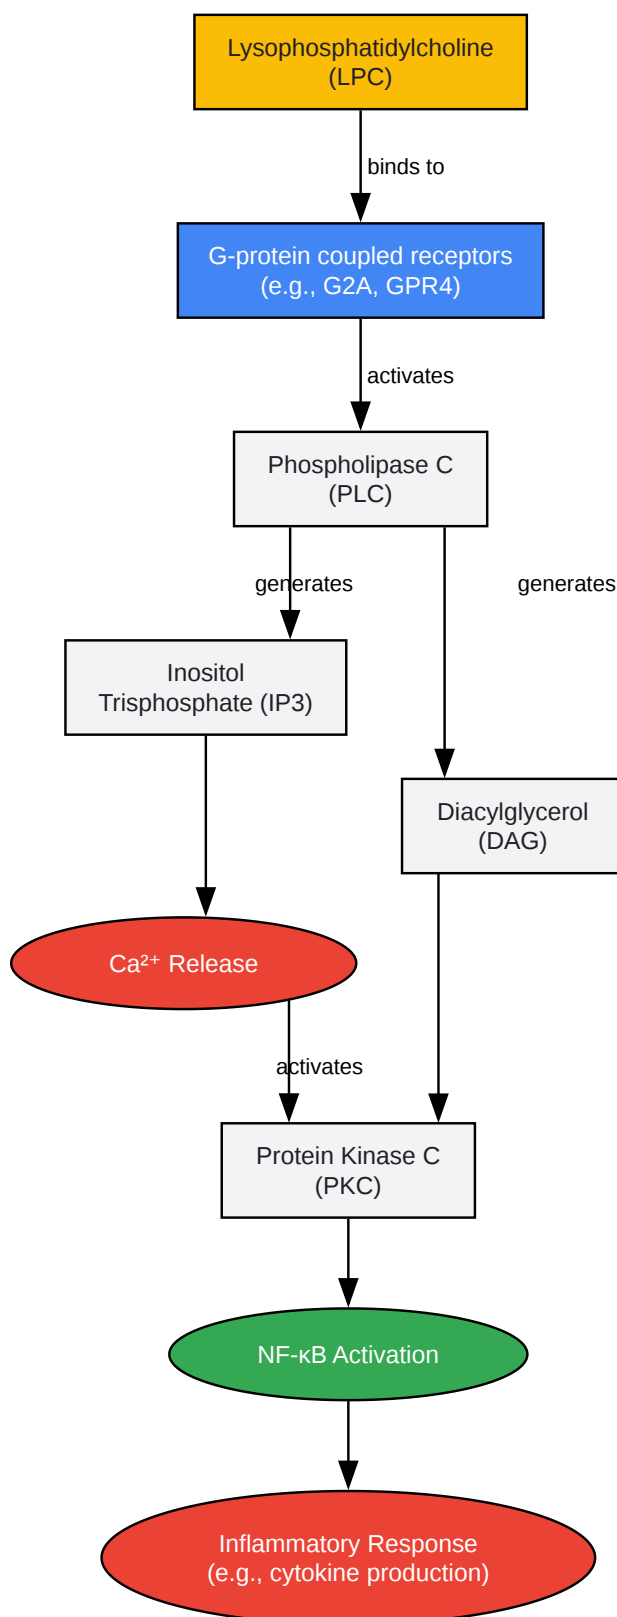 Lysophosphatidylcholine
(LPC)
binds to
G-protein coupled receptors
(e.g., G2A, GPR4)
activates
Phospholipase C
(PLC)
generates
generates
Inositol
Trisphosphate (IP3)
Diacylglycerol
(DAG)
Ca²⁺ Release
activates
Protein Kinase C
(PKC)
NF-κB Activation
Inflammatory Response
(e.g., cytokine production)